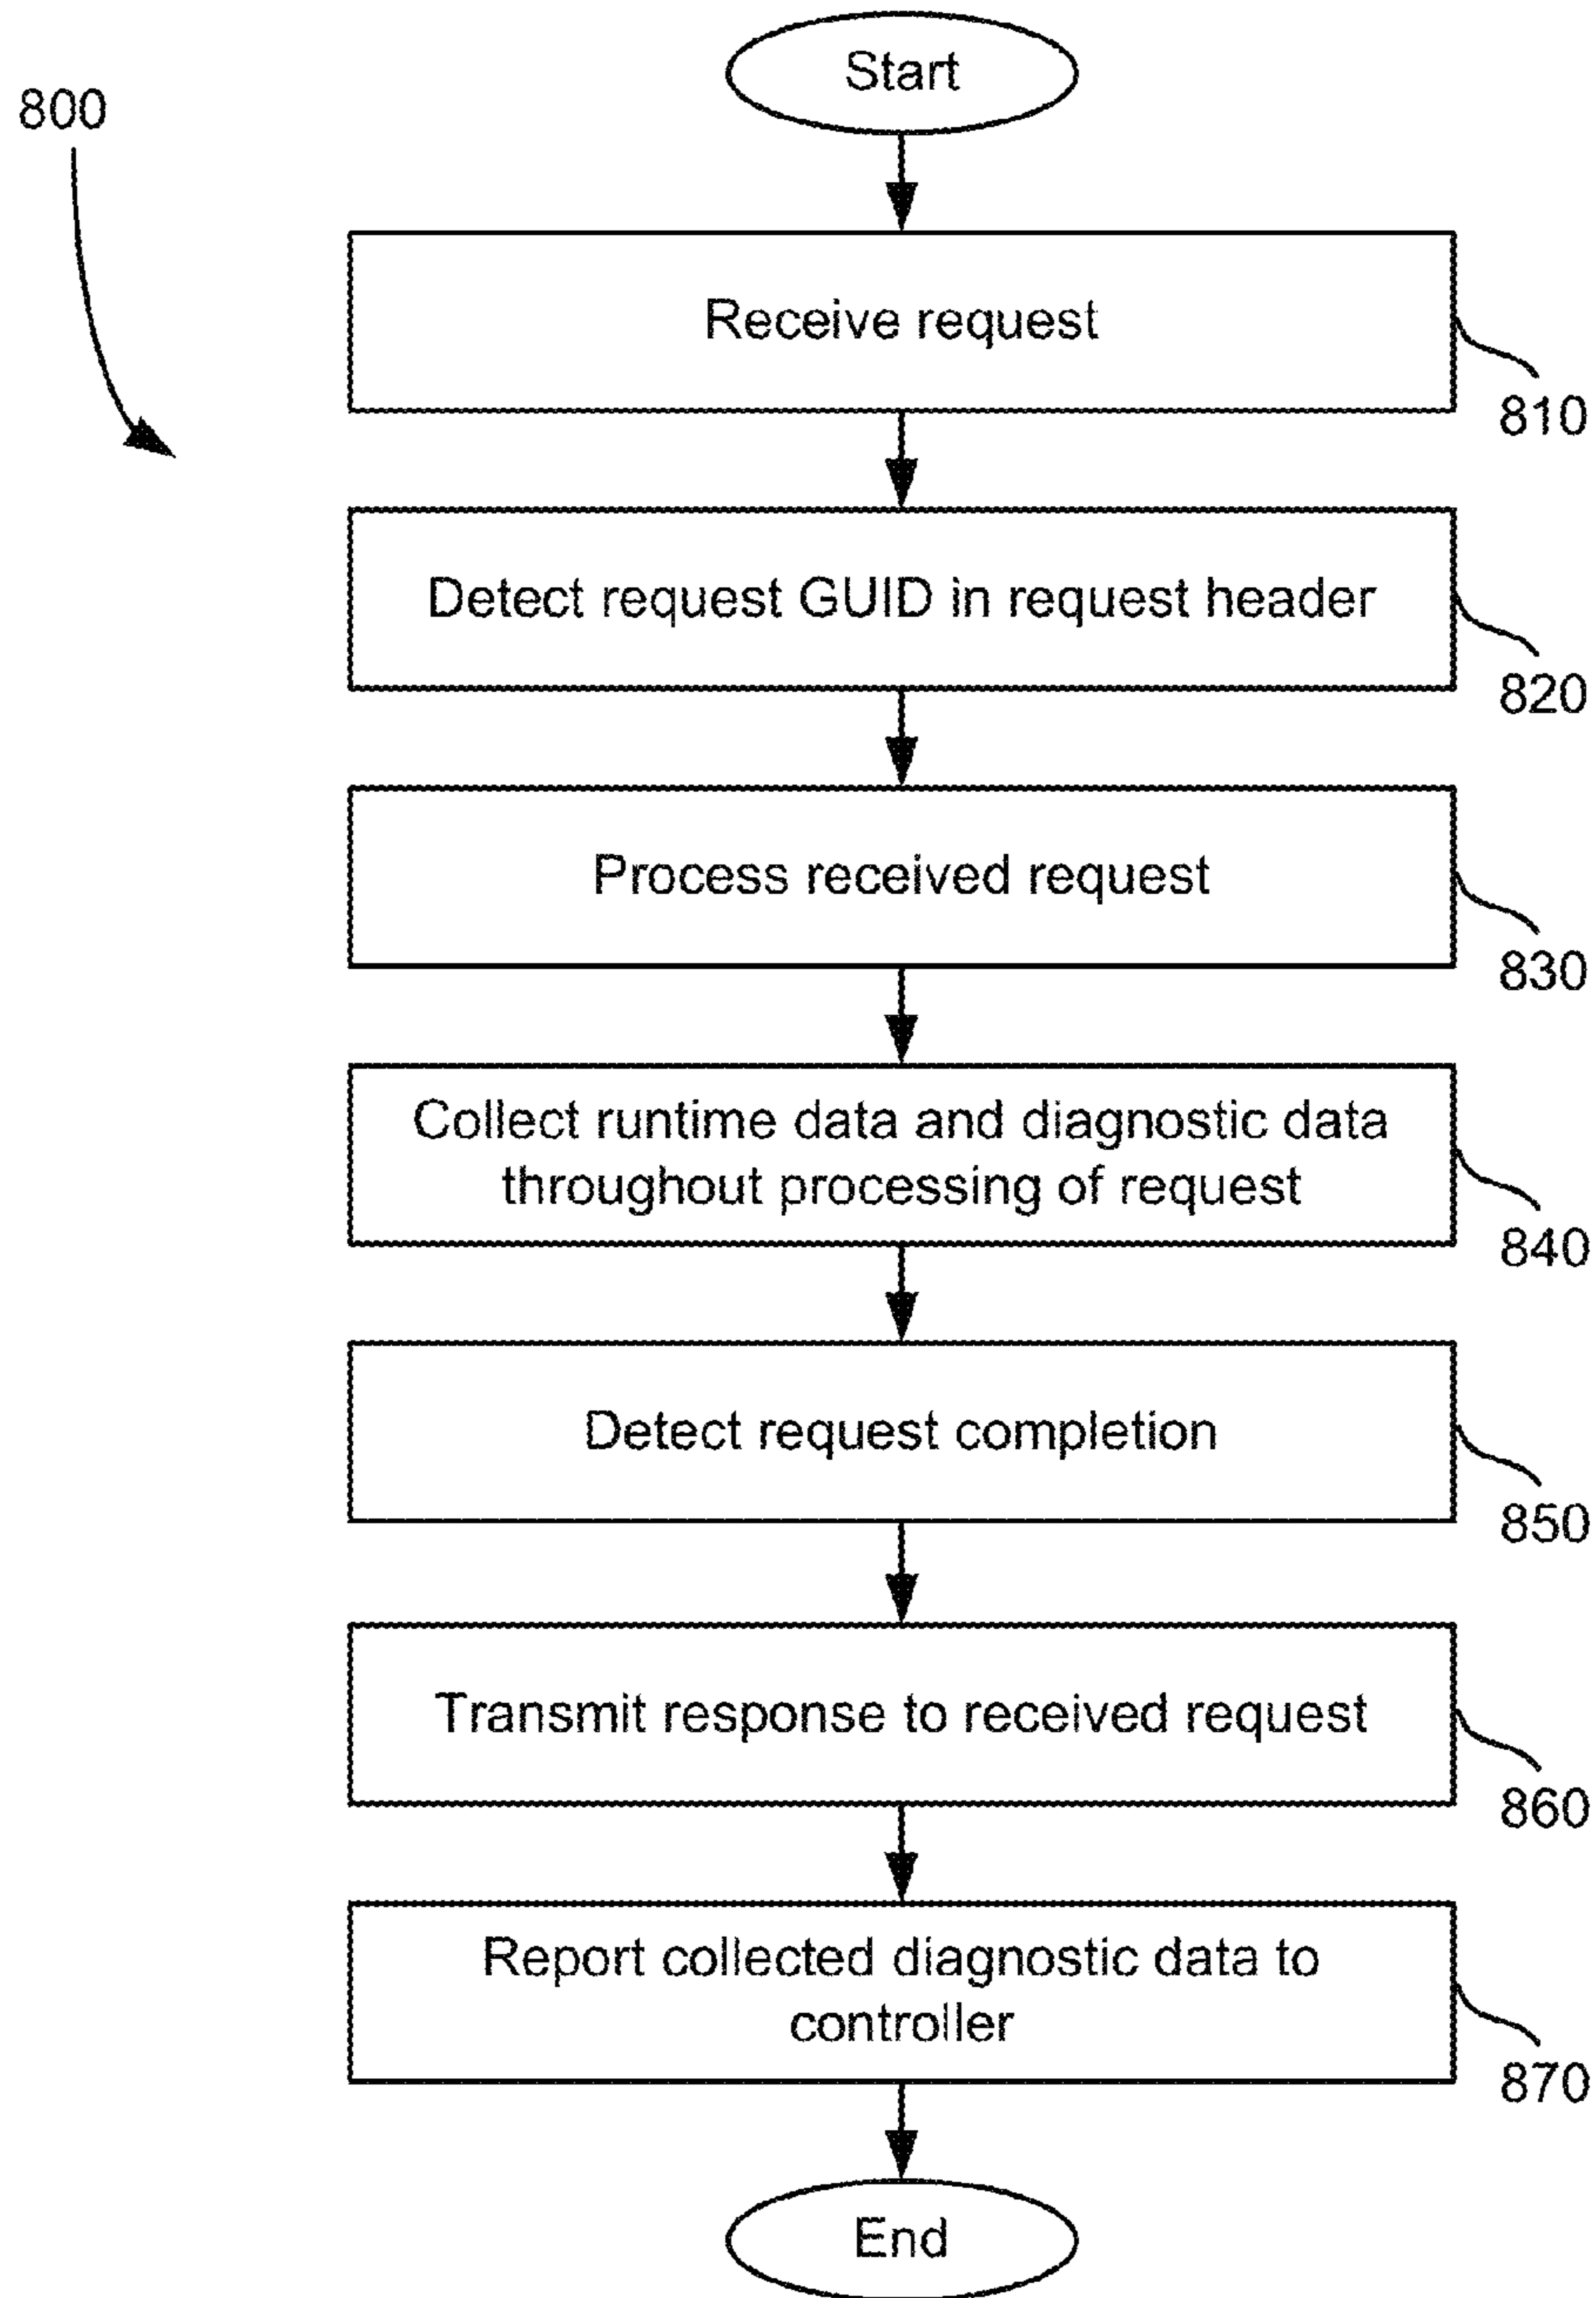 Start
800
Receive request
810
Detect request GUID in request header
820
Process received request
830
Collect runtime data and diagnostic data
throughout processing of request
840
Detect request completion
850
Transmit response to received request
860
Report collected diagnostic data to
controller
870
End